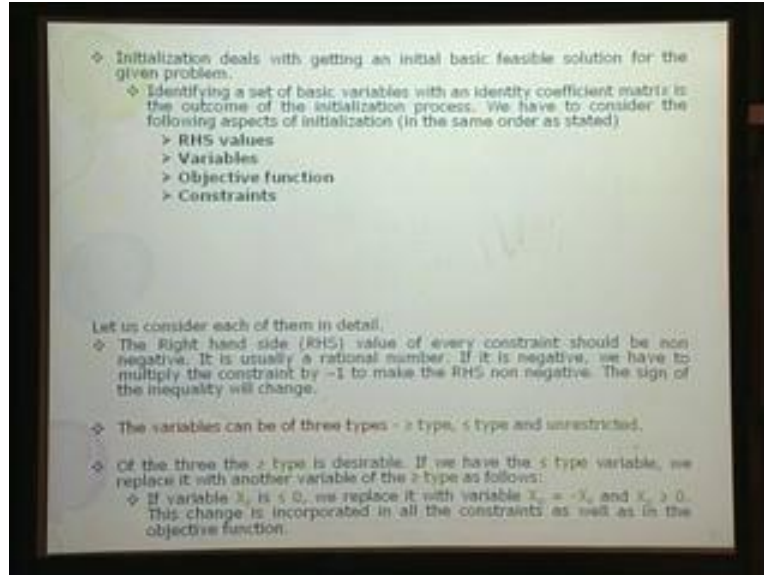 ❖ Initialization deals with getting an initial basic feasible solution for the
given problem.
❖ Identifying a set of basic variables with an identity coefficient matrix is
the outcome of the initialization process. We have to consider the
following aspects of initialization (in the same order as stated)
➢ RHS values
➢ Variables
➢ Objective function
➢ Constraints
Let us consider each of them in detail.
❖ The Right hand side (RHS) value of every constraint should be non
negative. It is usually a rational number. If it is negative, we have to
multiply the constraint by -1 to make the RHS non negative. The sign of
the inequality will change.
❖ The variables can be of three types - ≥ type, ≤ type and unrestricted.
❖ Of the three the ≥ type is desirable. If we have the ≤ type variable, we
replace it with another variable of the ≥ type as follows:
❖ If variable is ≤ 0, we replace it with variable and ≥ 0.
This change is incorporated in all the constraints as well as in the
objective function.